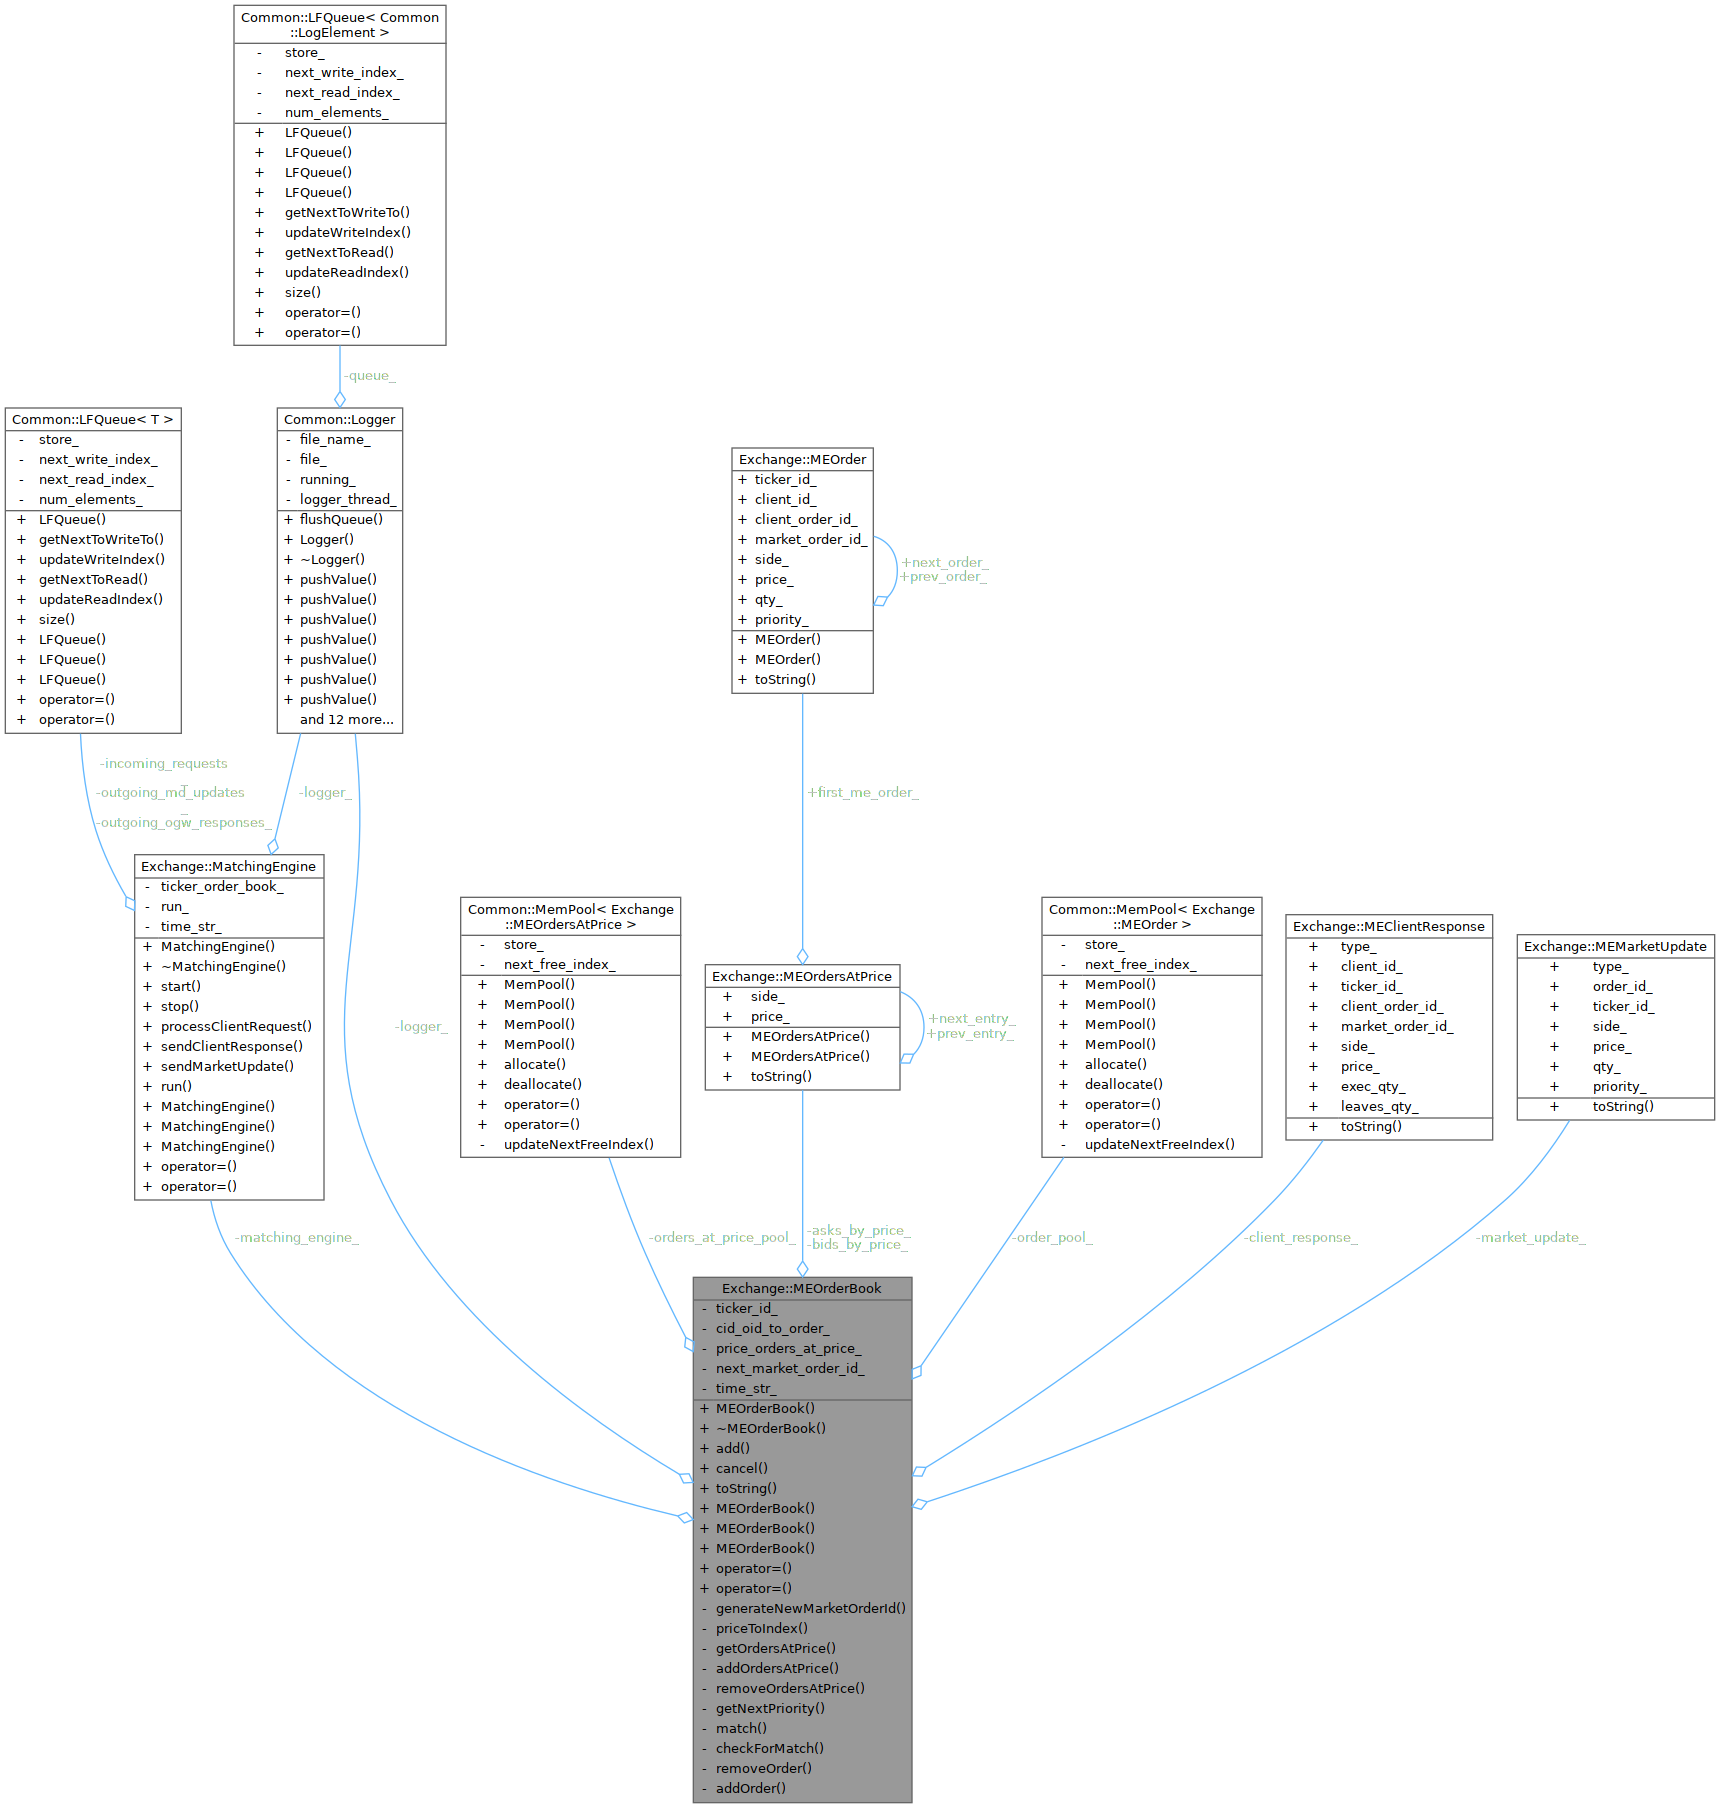 Common::LFQueue< Common
::LogElement >
- store_
- next_write_index_
- next_read_index_
- num_elements_
+ LFQueue()
+ LFQueue()
+ LFQueue()
+ LFQueue()
+ getNextToWriteTo()
+ updateWriteIndex()
+ getNextToRead()
+ updateReadIndex()
+ size()
+ operator=()
+ operator=()
-queue_
Common::LFQueue< T >
- store_
- next_write_index_
- next_read_index_
- num_elements_
+ LFQueue()
+ getNextToWriteTo()
+ updateWriteIndex()
+ getNextToRead()
+ updateReadIndex()
+ size()
+ LFQueue()
+ LFQueue()
+ LFQueue()
+ operator=()
+ operator=()
Common::Logger
- file_name_
- file_
- running_
- logger_thread_
+ flushQueue()
+ Logger()
+ ~Logger()
+ pushValue()
+ pushValue()
+ pushValue()
+ pushValue()
+ pushValue()
+ pushValue()
+ pushValue()
and 12 more...
Exchange::MEOrder
+ ticker_id_
+ client_id_
+ client_order_id_
+ market_order_id_
+ side_
+ price_
+ qty_
+ priority_
+ MEOrder()
+ MEOrder()
+ toString()
+next_order_
+prev_order_
-incoming_requests
_
-outgoing_md_updates
_
-outgoing_ogw_responses_
-logger_
+first_me_order_
Exchange::MatchingEngine
- ticker_order_book_
- run_
- time_str_
+ MatchingEngine()
+ ~MatchingEngine()
+ start()
+ stop()
+ processClientRequest()
+ sendClientResponse()
+ sendMarketUpdate()
+ run()
+ MatchingEngine()
+ MatchingEngine()
+ MatchingEngine()
+ operator=()
+ operator=()
-logger_
Common::MemPool< Exchange
::MEOrdersAtPrice >
- store_
- next_free_index_
+ MemPool()
+ MemPool()
+ MemPool()
+ MemPool()
+ allocate()
+ deallocate()
+ operator=()
+ operator=()
- updateNextFreeIndex()
Exchange::MEOrdersAtPrice
+ side_
+ price_
+ MEOrdersAtPrice()
+ MEOrdersAtPrice()
+ toString()
+next_entry_
+prev_entry_
Common::MemPool< Exchange
::MEOrder >
- store_
- next_free_index_
+ MemPool()
+ MemPool()
+ MemPool()
+ MemPool()
+ allocate()
+ deallocate()
+ operator=()
+ operator=()
- updateNextFreeIndex()
Exchange::MEClientResponse
+ type_
+ client_id_
+ ticker_id_
+ client_order_id_
+ market_order_id_
+ side_
+ price_
+ exec_qty_
+ leaves_qty_
+ toString()
Exchange::MEMarketUpdate
+ type_
+ order_id_
+ ticker_id_
+ side_
+ price_
+ qty_
+ priority_
+ toString()
-matching_engine_
-orders_at_price_pool_
-asks_by_price_
-bids_by_price_
-order_pool_
-client_response_
-market_update_
Exchange::MEOrderBook
- ticker_id_
- cid_oid_to_order_
- price_orders_at_price_
- next_market_order_id_
- time_str_
+ MEOrderBook()
+ ~MEOrderBook()
+ add()
+ cancel()
+ toString()
+ MEOrderBook()
+ MEOrderBook()
+ MEOrderBook()
+ operator=()
+ operator=()
- generateNewMarketOrderId()
- priceToIndex()
- getOrdersAtPrice()
- addOrdersAtPrice()
- removeOrdersAtPrice()
- getNextPriority()
- match()
- checkForMatch()
- removeOrder()
- addOrder()